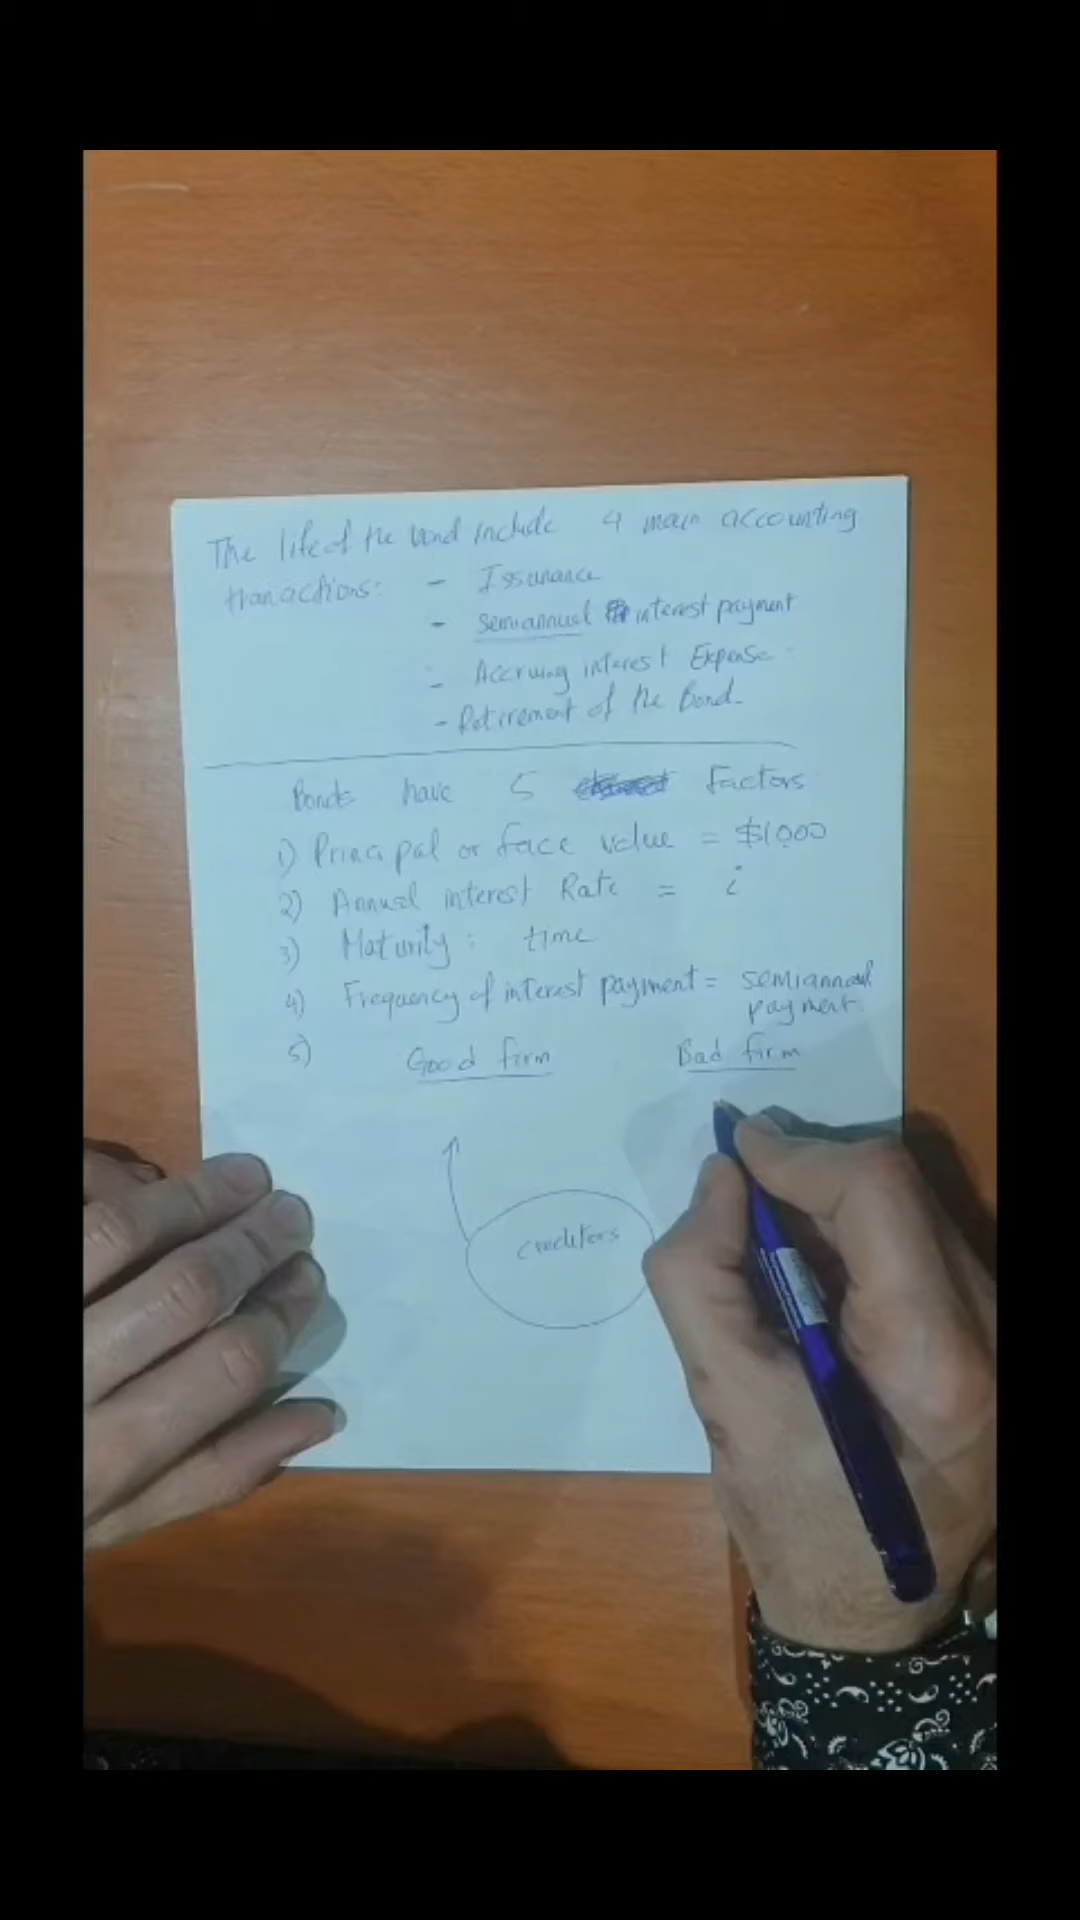 The life of the bond include 4 main accounting
tranactions: - Issuance
- semiannual interest payment
- Accruing interest Expense
- Retirement of the Bond.
Bonds have 5 Factors
1) Principal or face value = $1000
2) Annual interest Rate = i
3) Maturity: time
4) Frequency of interest payment = semiannual
payment.
5) Good firm Bad firm
creditors